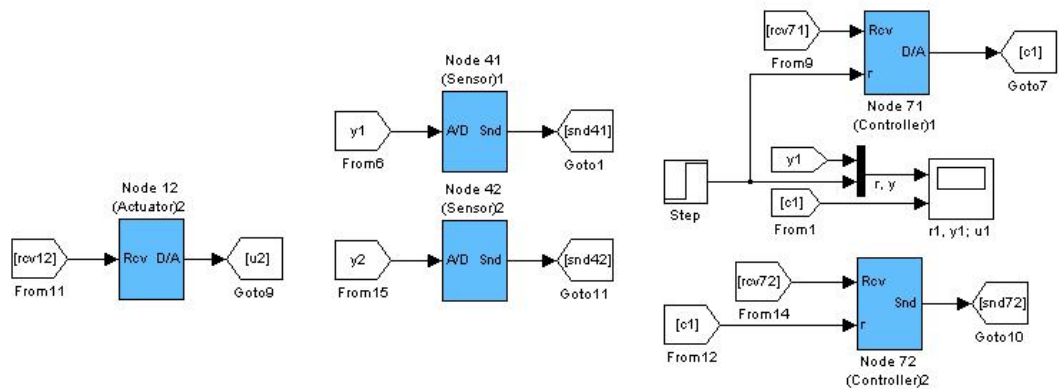 Node 12
(Actuator)2
[rcv12]
Rcv D/A
[u2]
From11
Goto9
Node 41
(Sensor)1
y1
A/D Snd
[snd41]
From6
Goto1
Node 42
(Sensor)2
y2
A/D Snd
[snd42]
From15
Goto11
[rcv71]
From9
Rcv
D/A
r
[c1]
Goto7
Node 71
(Controller)1
Step
y1
r, y
[c1]
From1
r1, y1; u1
[rcv72]
From14
Rcv
Snd
r
[snd72]
Goto10
[c1]
From12
Node 72
(Controller)2